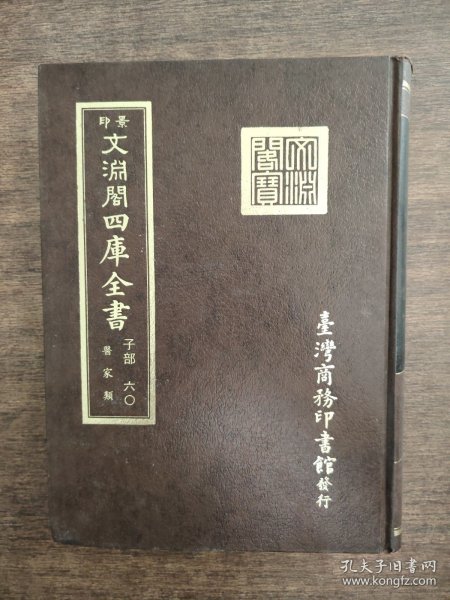 景印
文淵閣四庫全書
子部 六〇
醫家類
文淵
閣寶
臺灣商務印書館發行
孔夫子旧书网
www.kongfz.com